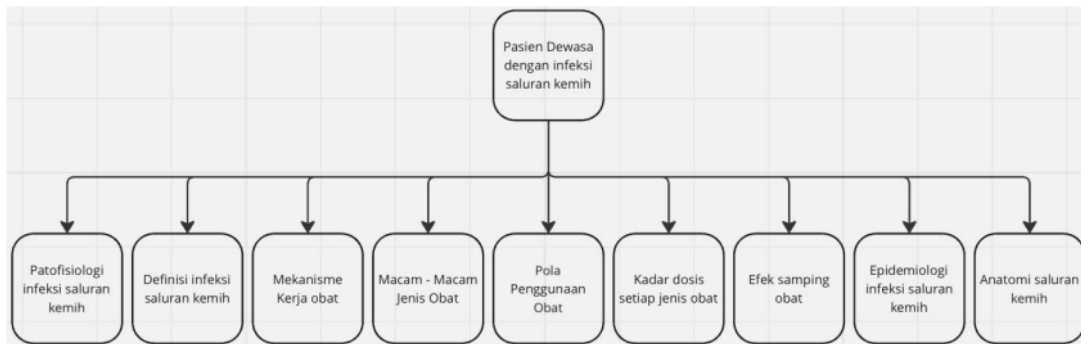 Pasien Dewasa
dengan infeksi
saluran kemih
Patofisiologi
infeksi saluran
kemih
Definisi infeksi
saluran kemih
Mekanisme
Kerja obat
Macam - Macam
Jenis Obat
Pola
Penggunaan
Obat
Kadar dosis
setiap jenis obat
Efek samping
obat
Epidemiologi
infeksi saluran
kemih
Anatomi saluran
kemih